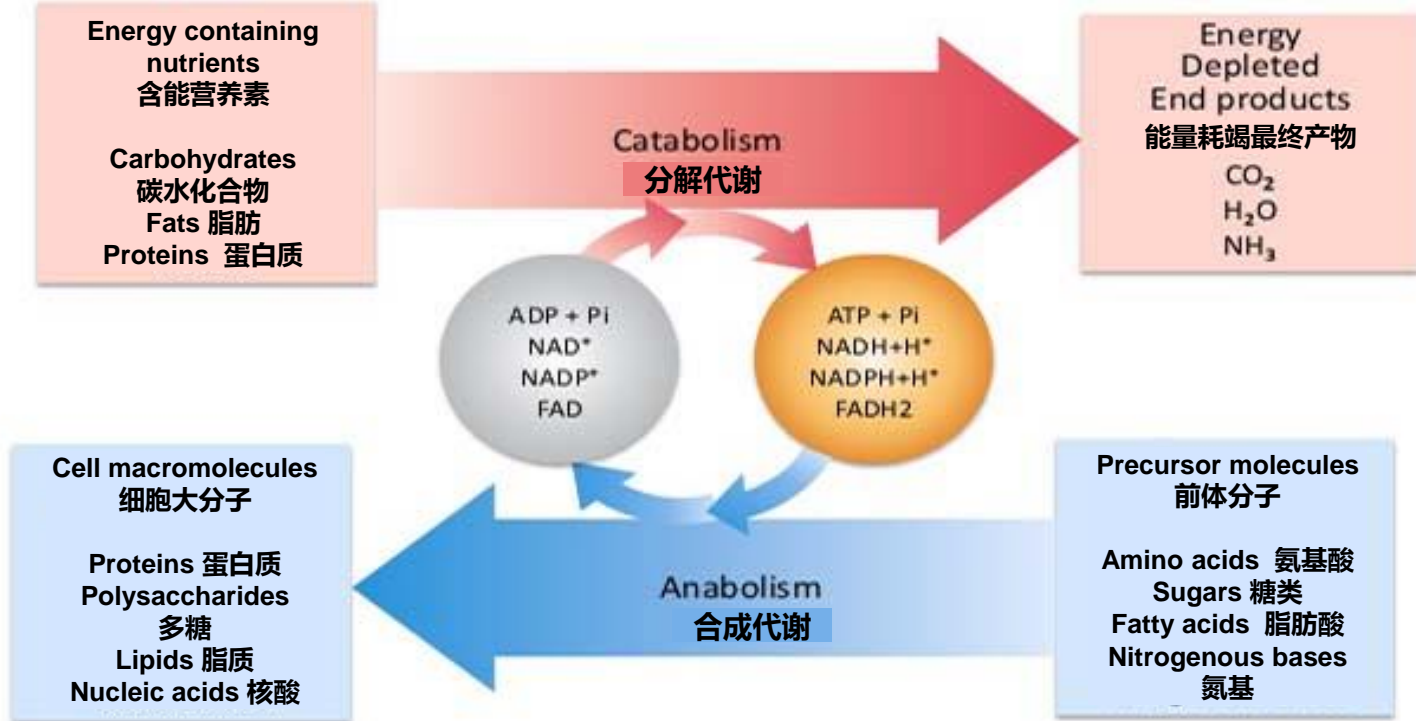 Energy containing
nutrients
含能营养素
Carbohydrates
碳水化合物
Fats 脂肪
Proteins 蛋白质
Catabolism
分解代谢
Energy
Depleted
End products
能量耗竭最终产物
CO₂
H₂O
NH₃
ADP + Pi
NAD⁺
NADP⁺
FAD
ATP + Pi
NADH+H⁺
NADPH+H⁺
FADH2
Cell macromolecules
细胞大分子
Proteins 蛋白质
Polysaccharides
多糖
Lipids 脂质
Nucleic acids 核酸
Anabolism
合成代谢
Precursor molecules
前体分子
Amino acids 氨基酸
Sugars 糖类
Fatty acids 脂肪酸
Nitrogenous bases
氮基